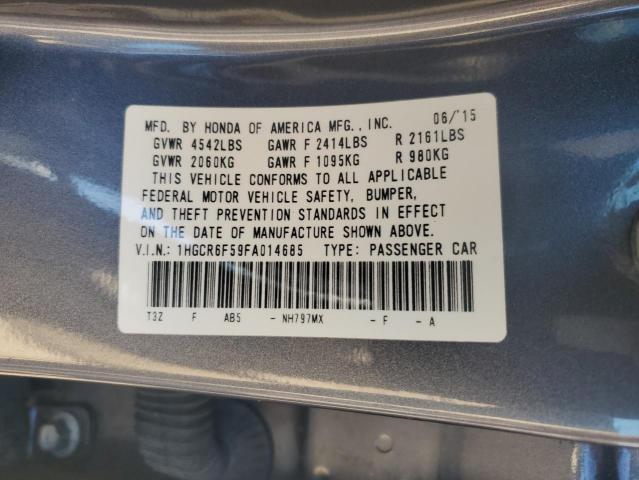 MFD. BY HONDA OF AMERICA MFG., INC. 06/'15
GVWR 4542LBS GAWR F 2414LBS R 2161LBS
GVWR 2060KG GAWR F 1095KG R 980KG
THIS VEHICLE CONFORMS TO ALL APPLICABLE
FEDERAL MOTOR VEHICLE SAFETY, BUMPER,
AND THEFT PREVENTION STANDARDS IN EFFECT
ON THE DATE OF MANUFACTURE SHOWN ABOVE.
V.I.N.: 1HGCR6F59FA014685 TYPE: PASSENGER CAR
T3Z F AB5 - NH797MX - F - A